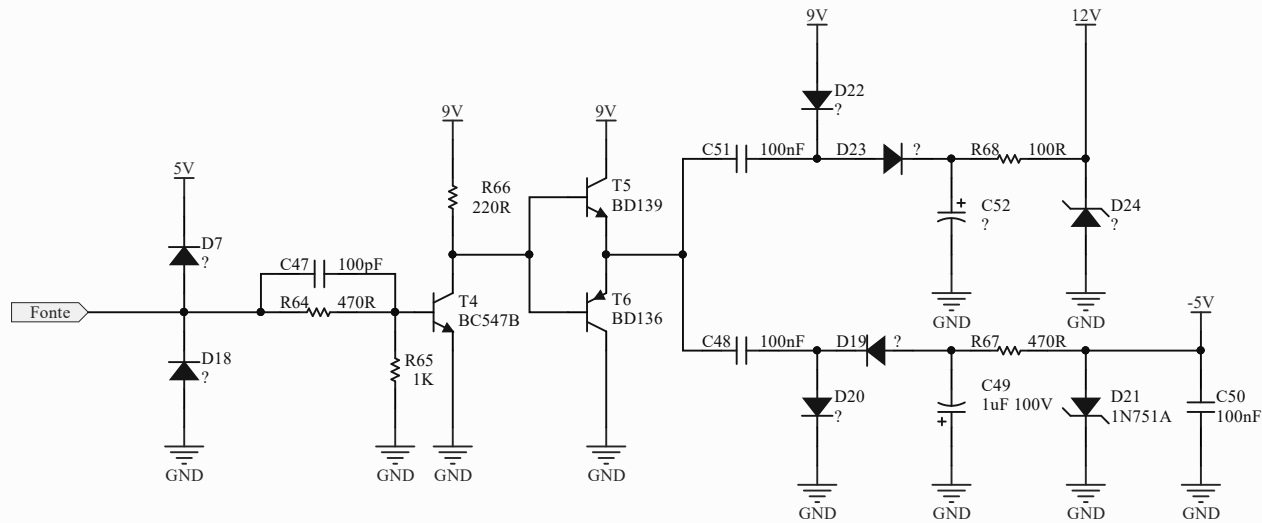 9V
12V
D22
?
9V
9V
C51
100nF
D23
?
R68
100R
5V
R66
220R
T5
BD139
C52
?
D24
?
D7
?
C47
100pF
Fonte
R64
470R
T4
BC547B
T6
BD136
GND
GND
-5V
C48
100nF
D19
?
R67
470R
D18
?
R65
1K
D20
?
C49
1uF 100V
D21
1N751A
C50
100nF
GND
GND
GND
GND
GND
GND
GND
GND